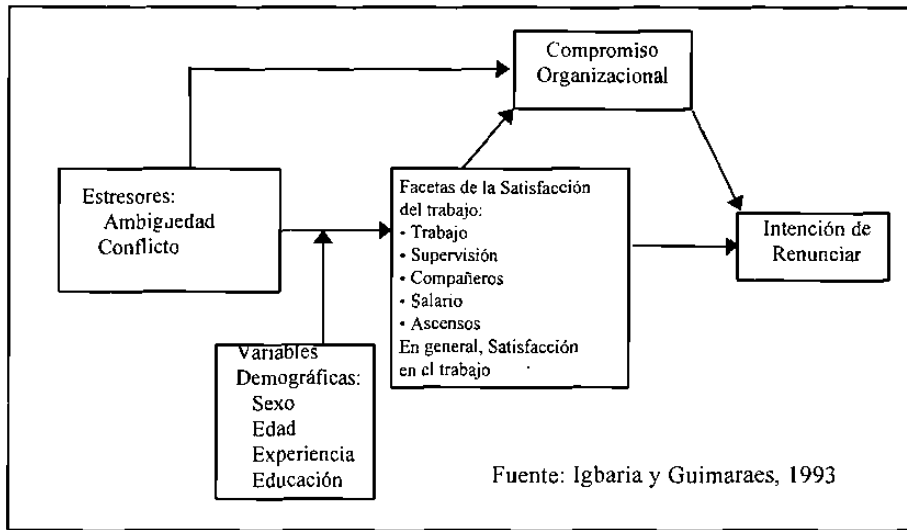 Compromiso
Organizacional
Estresores:
Ambiguedad
Conflicto
Facetas de la Satisfacción
del trabajo:
• Trabajo
• Supervisión
• Compañeros
• Salario
• Ascensos
En general, Satisfacción
en el trabajo
Intención de
Renunciar
Variables
Demográficas:
Sexo
Edad
Experiencia
Educación
Fuente: Igbaria y Guimaraes, 1993